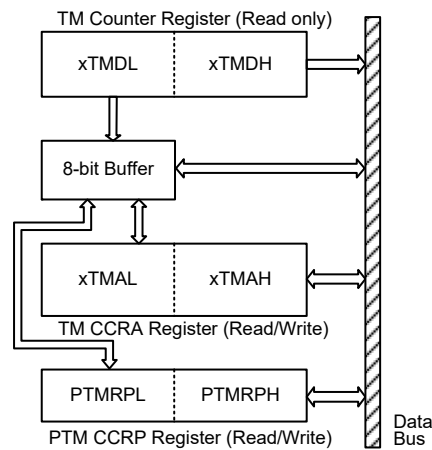 TM Counter Register (Read only)
xTMDL xTMDH
8-bit Buffer
xTMAL xTMAH
TM CCRA Register (Read/Write)
PTMRPL PTMRPH
PTM CCRP Register (Read/Write)
Data
Bus